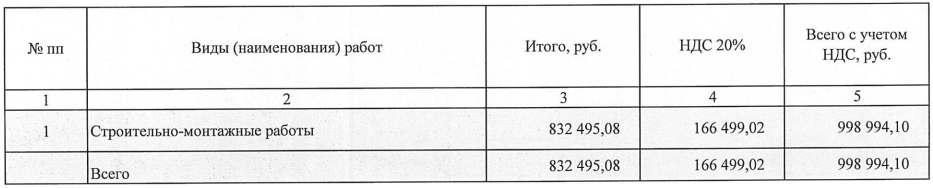 № пп Виды (наименования) работ Итого, руб. НДС 20% Всего с учетом НДС, руб.
1 2 3 4 5
1 Строительно-монтажные работы 832 495,08 166 499,02 998 994,10
Всего 832 495,08 166 499,02 998 994,10